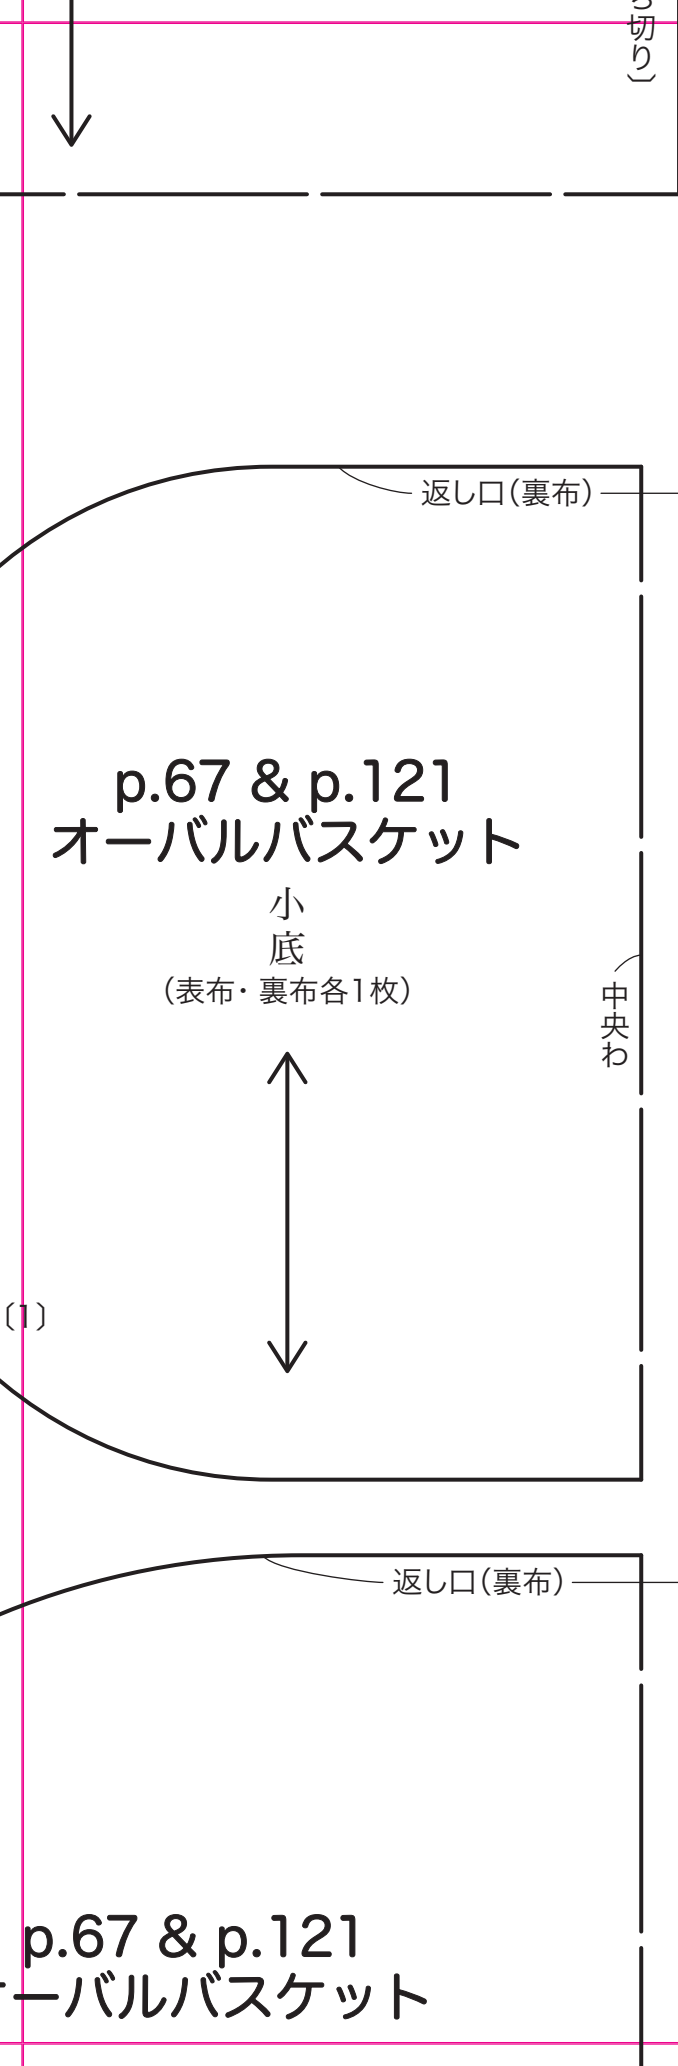 切り〕
返し口（裏布）
p.67 & p.121
オーバルバスケット
小
底
（表布・裏布各1枚）
中央わ
〔1〕
返し口（裏布）
p.67 & p.121
ーバルバスケット